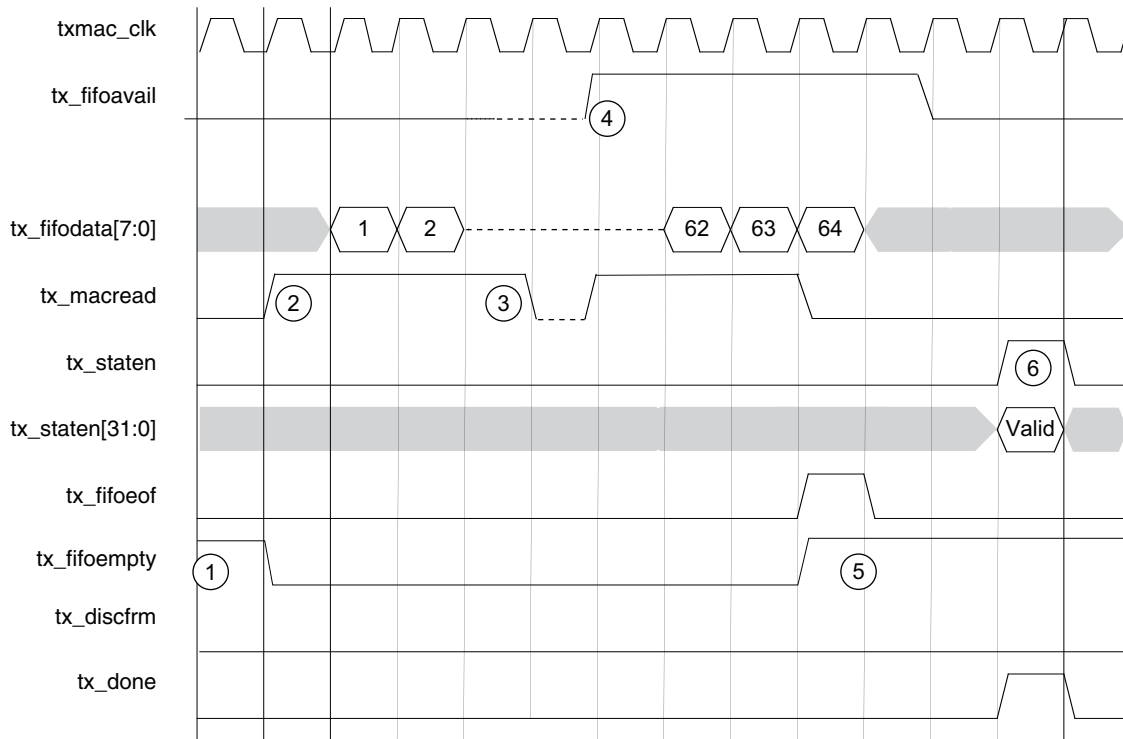 txmac_clk
tx_fifoavail
4
tx_fifodata[7:0]
1 2 62 63 64
tx_macread
2 3
tx_staten
6
tx_staten[31:0]
Valid
tx_fifoeof
tx_fifoempty
1 5
tx_discfrm
tx_done